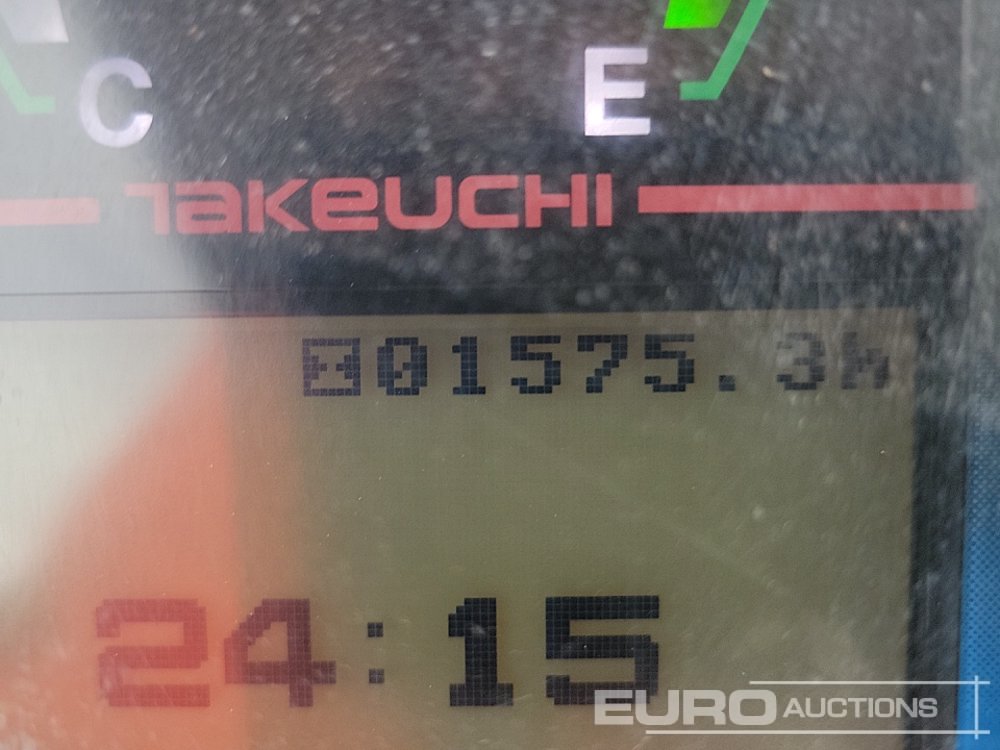 C E
TAKEUCHI
01575.3h
24:15
EURO AUCTIONS